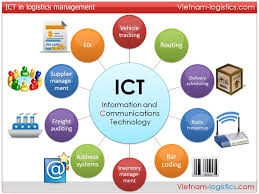 ICT in logistics management
Vietnam-logistics.com
Vehicle
tracking
Routing
Delivery
scheduling
Radio
frequence
Bar
coding
Inventory
management
Address
systems
Freight
auditing
Supplier
manage-
ment
EDI
ICT
Information and
Communications
Technology
Vietnam-logistics.com